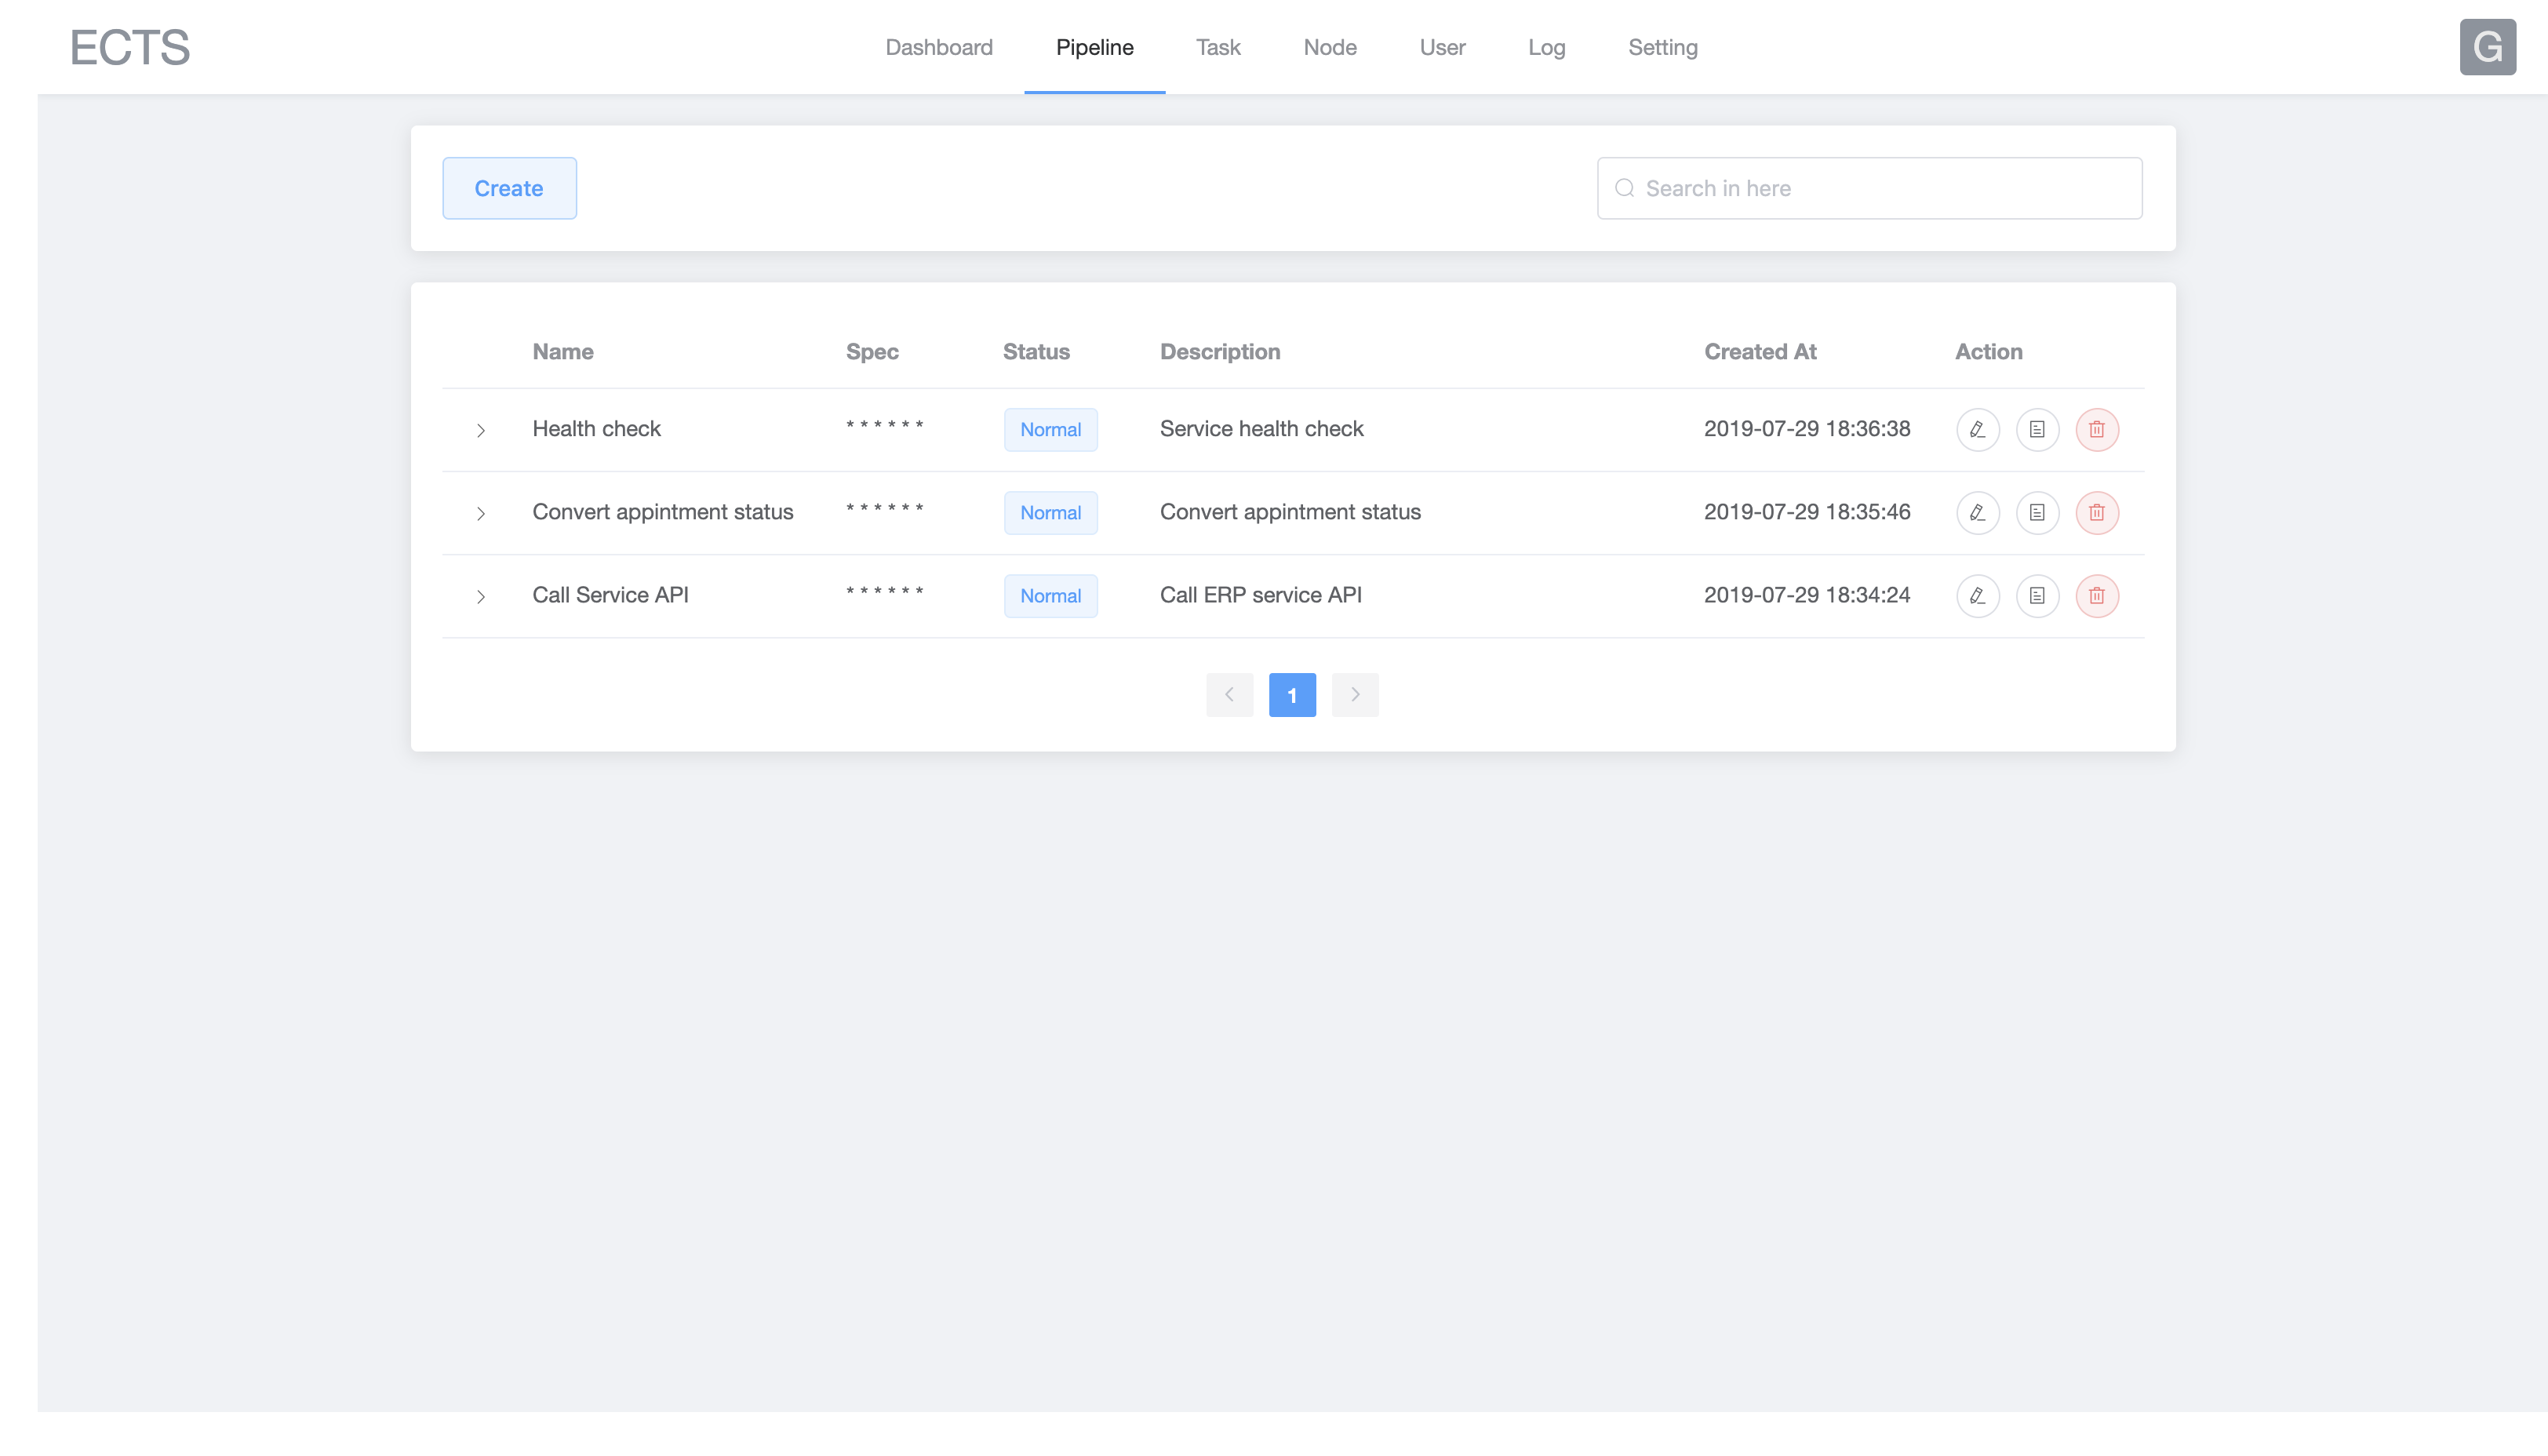 ECTS Dashboard Pipeline Task Node User Log Setting G
Create Search in here
Name Spec Status Description Created At Action
Health check * * * * * * Normal Service health check 2019-07-29 18:36:38
Convert appintment status * * * * * * Normal Convert appintment status 2019-07-29 18:35:46
Call Service API * * * * * * Normal Call ERP service API 2019-07-29 18:34:24
1